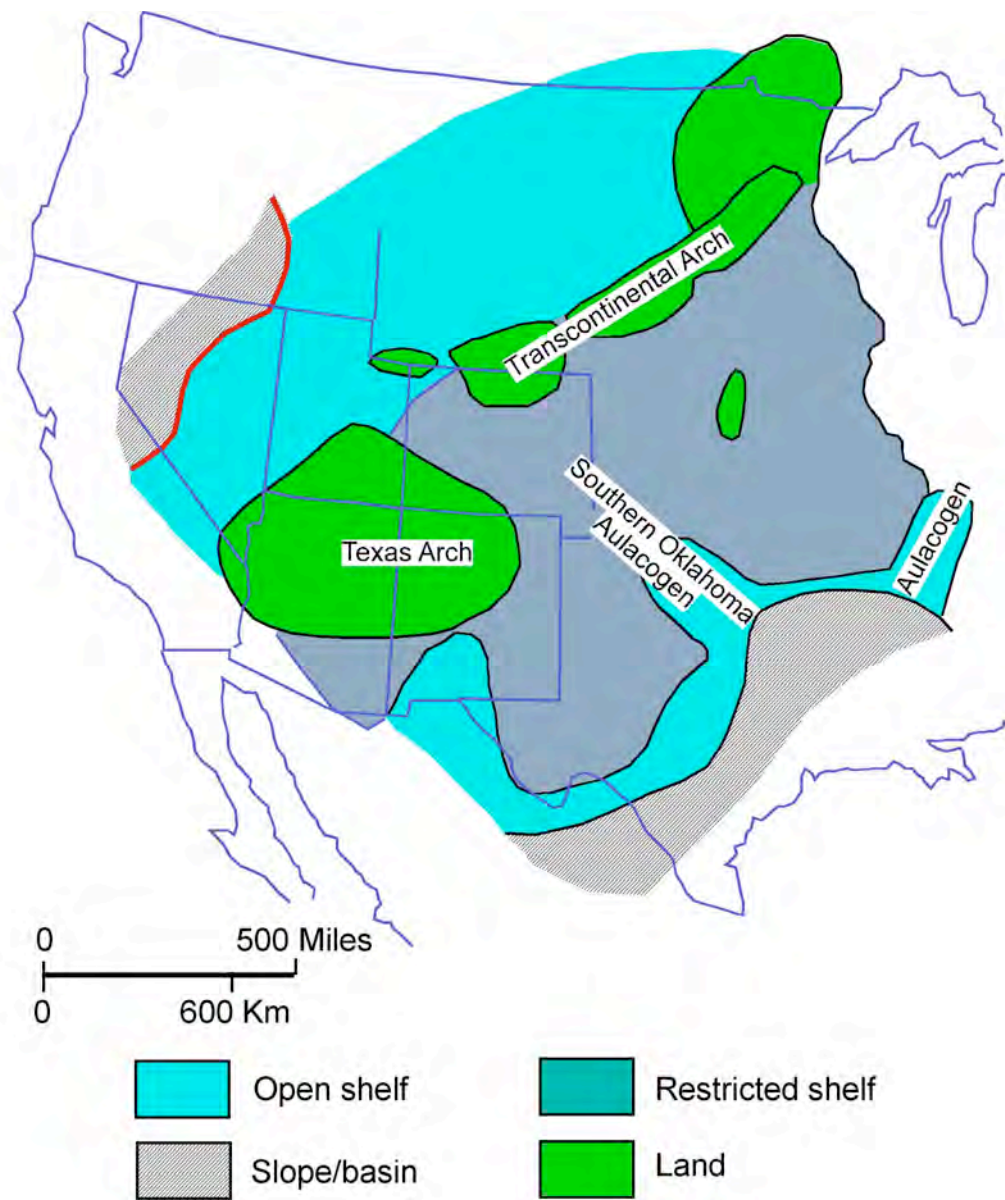 Transcontinental Arch
Southern Oklahoma
Aulacogen
Aulacogen
Texas Arch
0 500 Miles
0 600 Km
Open shelf
Restricted shelf
Slope/basin
Land